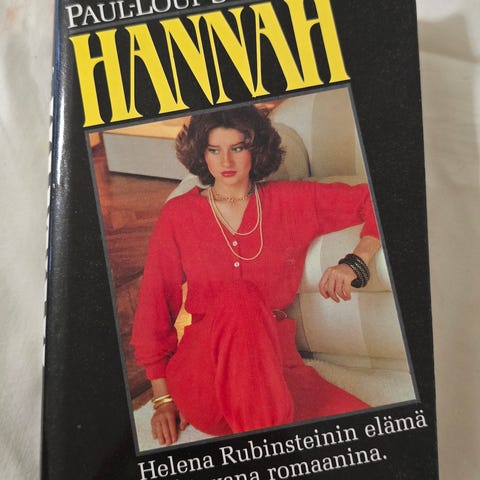 PAUL-LOUP
HANNAH
Helena Rubinsteinin elämä
romaanina.